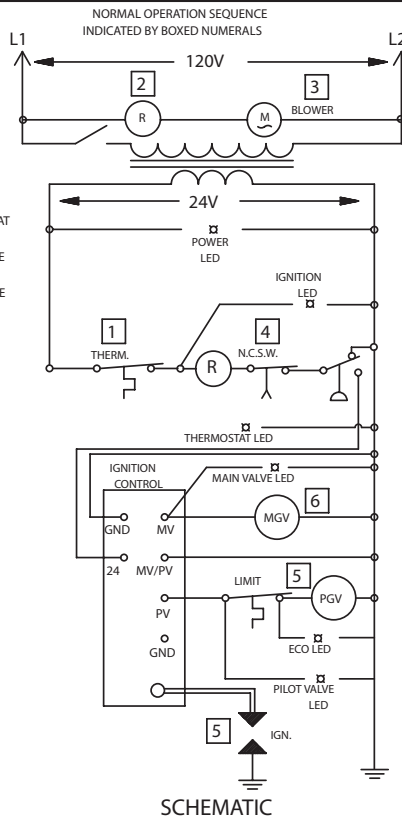 NORMAL OPERATION SEQUENCE
INDICATED BY BOXED NUMERALS
L1
L2
120V
2
3
R
M
BLOWER
24V
AT
POWER
LED
E
E
IGNITION
LED
1
4
THERM.
N.C.S.W.
R
THERMOSTAT LED
IGNITION
CONTROL
MAIN VALVE LED
6
GND
MV
MGV
24
MV/PV
LIMIT
5
PV
PGV
GND
ECO LED
PILOT VALVE
LED
5
IGN.
SCHEMATIC